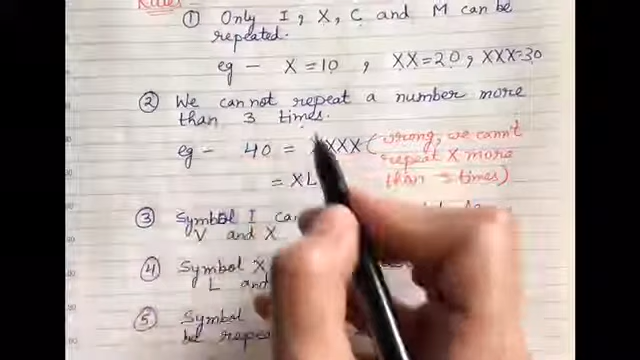 Rules
① Only I, X, C and M can be
repeated.
eg - X = 10 , XX = 20, XXX = 30
② We can not repeat a number more
than 3 times.
eg - 40 = XXXX (wrong, we can't
repeat X more
than 3 times)
= XL
③ Symbol I
V and X
④ Symbol X
L and
⑤ Symbol
be